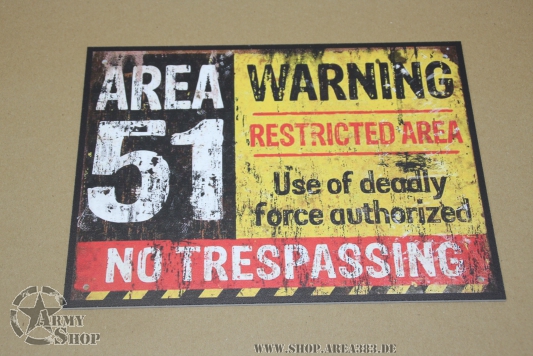 AREA
51
WARNING
RESTRICTED AREA
Use of deadly
force authorized
NO TRESPASSING
ARMY
SHOP
WWW.SHOP.AREA383.DE